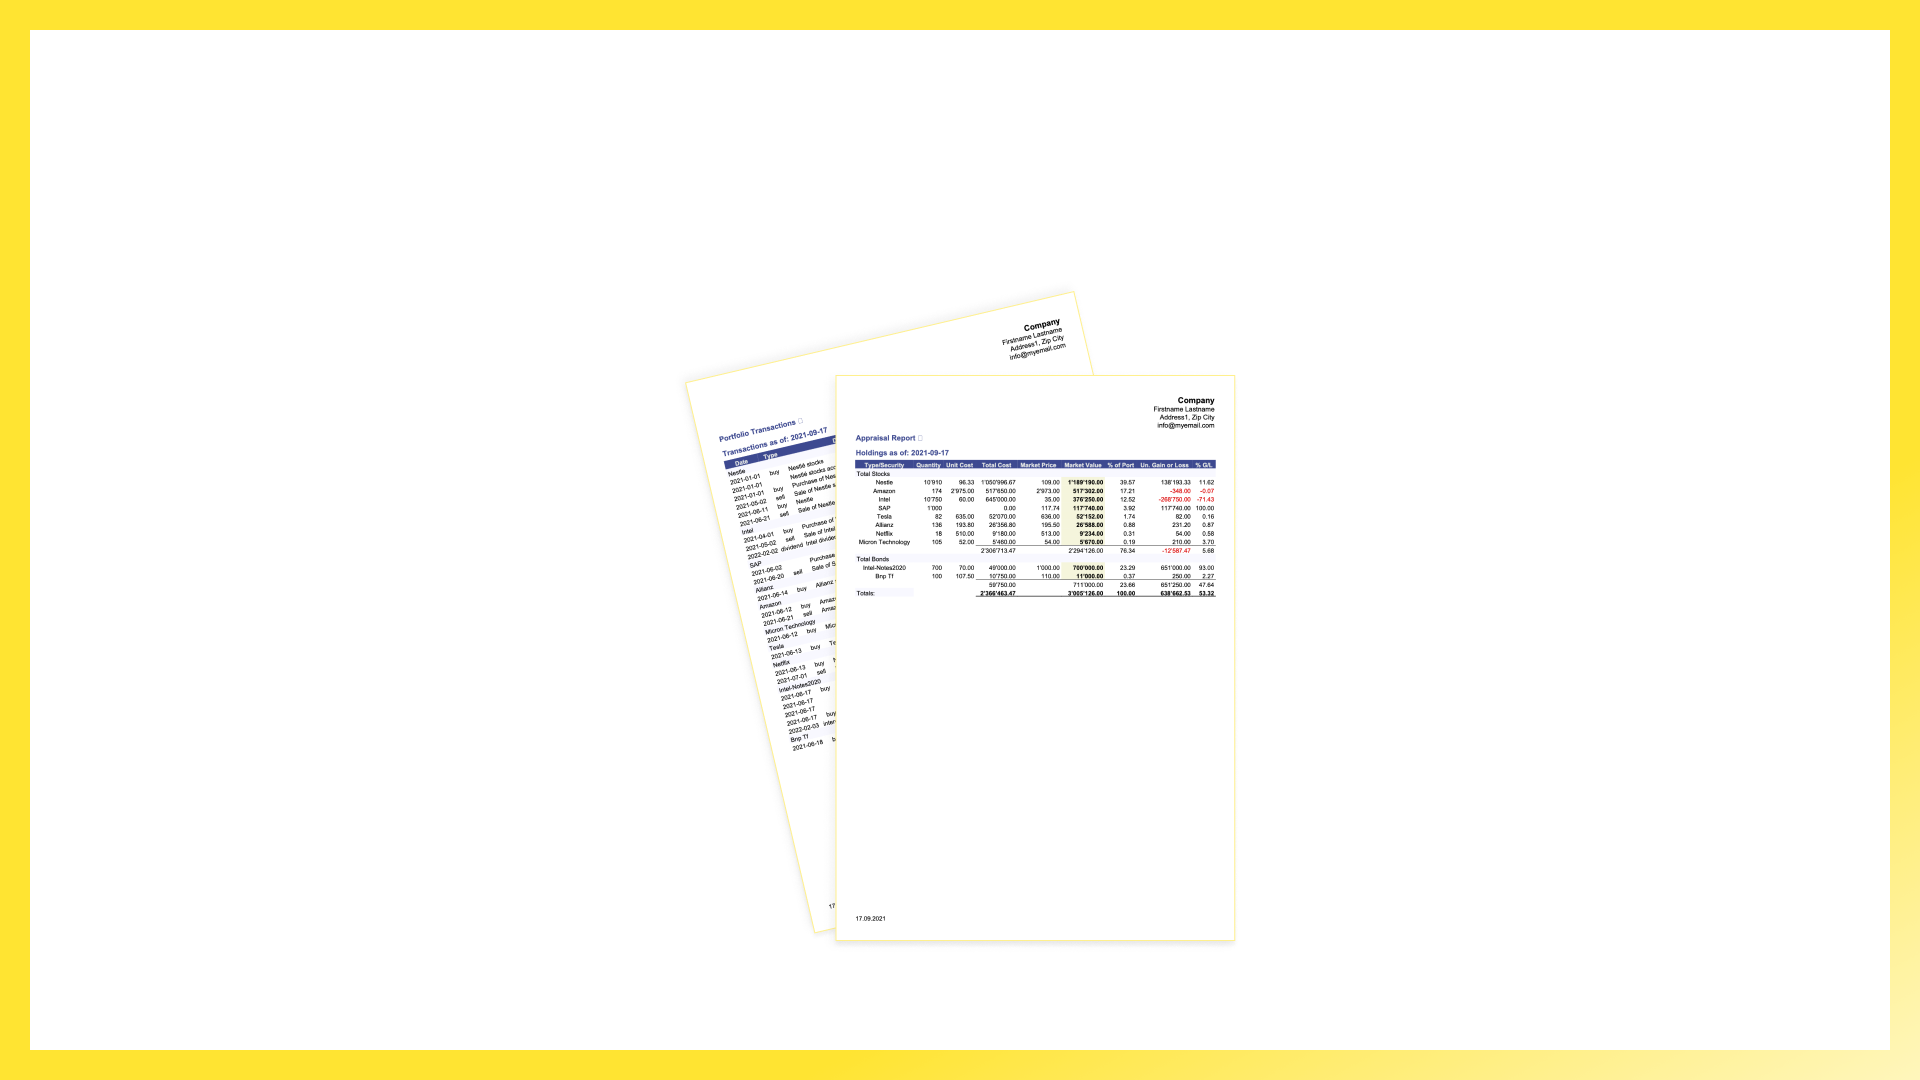 Company
Firstname Lastname
Address1, Zip City
info@myemail.com
Portfolio Transactions
Transactions as of: 2021-09-17
Date Type
Nestle
2021-01-01 buy Nestlé stocks
2021-01-01 Nestlé stocks
2021-01-01 buy Purchase of
2021-05-02 sell Sale of Nestle
2021-06-11 buy Nestle
2021-06-21 sell Sale of Nestle
Intel
2021-04-01 buy Purchase of
2021-05-02 sell Sale of Intel
2022-02-02 dividend Intel
SAP
2021-06-02 Purchase
2021-06-20 sell Sale of
Allianz
2021-06-14 buy Allianz
Amazon
2021-06-12 buy
2021-06-21 sell
Micron Technology
2021-06-12 buy
Tesla
2021-06-13 buy
Netflix
2021-06-13 buy
2021-07-01 sell
Intel-Notes2020
2021-06-17 buy
2021-06-17
2021-06-17
2021-06-17 buy
2022-02-03
Bnp Tf
2021-06-18
17
Company
Firstname Lastname
Address1, Zip City
info@myemail.com
Appraisal Report
Holdings as of: 2021-09-17
Type/Security Quantity Unit Cost Total Cost Market Price Market Value % of Port Un. Gain or Loss % G/L
Total Stocks
Nestle 10'910 96.33 1'050'996.67 109.00 1'189'190.00 39.57 138'193.33 11.62
Amazon 174 2'975.00 517'650.00 2'973.00 517'302.00 17.21 -348.00 -0.07
Intel 10'750 60.00 645'000.00 35.00 376'250.00 12.52 -268'750.00 -71.43
SAP 1'000 0.00 117.74 117'740.00 3.92 117'740.00 100.00
Tesla 82 635.00 52'070.00 636.00 52'152.00 1.74 82.00 0.16
Allianz 136 193.80 26'356.80 195.50 26'588.00 0.88 231.20 0.87
Netflix 18 510.00 9'180.00 513.00 9'234.00 0.31 54.00 0.58
Micron Technology 105 52.00 5'460.00 54.00 5'670.00 0.19 210.00 3.70
2'306'713.47 2'294'126.00 76.34 -12'587.47 5.68
Total Bonds
Intel-Notes2020 700 70.00 49'000.00 1'000.00 700'000.00 23.29 651'000.00 93.00
Bnp Tf 100 107.50 10'750.00 110.00 11'000.00 0.37 250.00 2.27
59'750.00 711'000.00 23.66 651'250.00 47.64
Totals: 2'366'463.47 3'005'126.00 100.00 638'662.53 53.32
17.09.2021